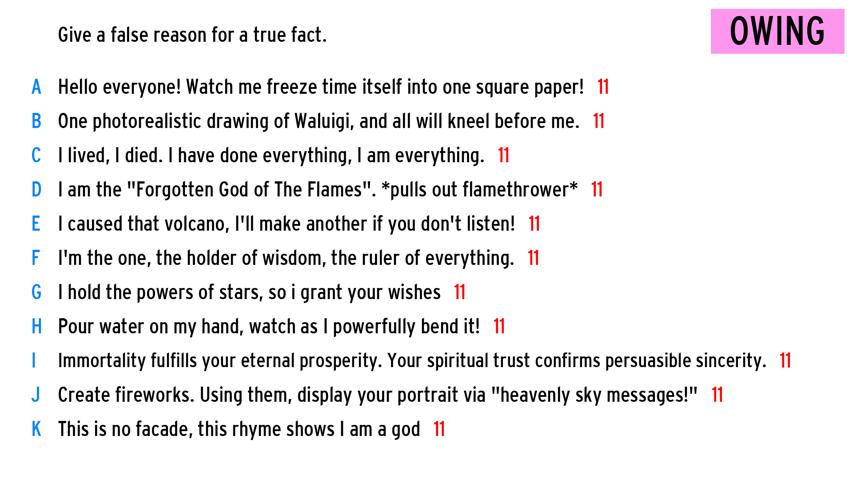 Give a false reason for a true fact.
OWING
A Hello everyone! Watch me freeze time itself into one square paper! 11
B One photorealistic drawing of Waluigi, and all will kneel before me. 11
C I lived, I died. I have done everything, I am everything. 11
D I am the "Forgotten God of The Flames". *pulls out flamethrower* 11
E I caused that volcano, I'll make another if you don't listen! 11
F I'm the one, the holder of wisdom, the ruler of everything. 11
G I hold the powers of stars, so i grant your wishes 11
H Pour water on my hand, watch as I powerfully bend it! 11
I Immortality fulfills your eternal prosperity. Your spiritual trust confirms persuasible sincerity. 11
J Create fireworks. Using them, display your portrait via "heavenly sky messages!" 11
K This is no facade, this rhyme shows I am a god 11